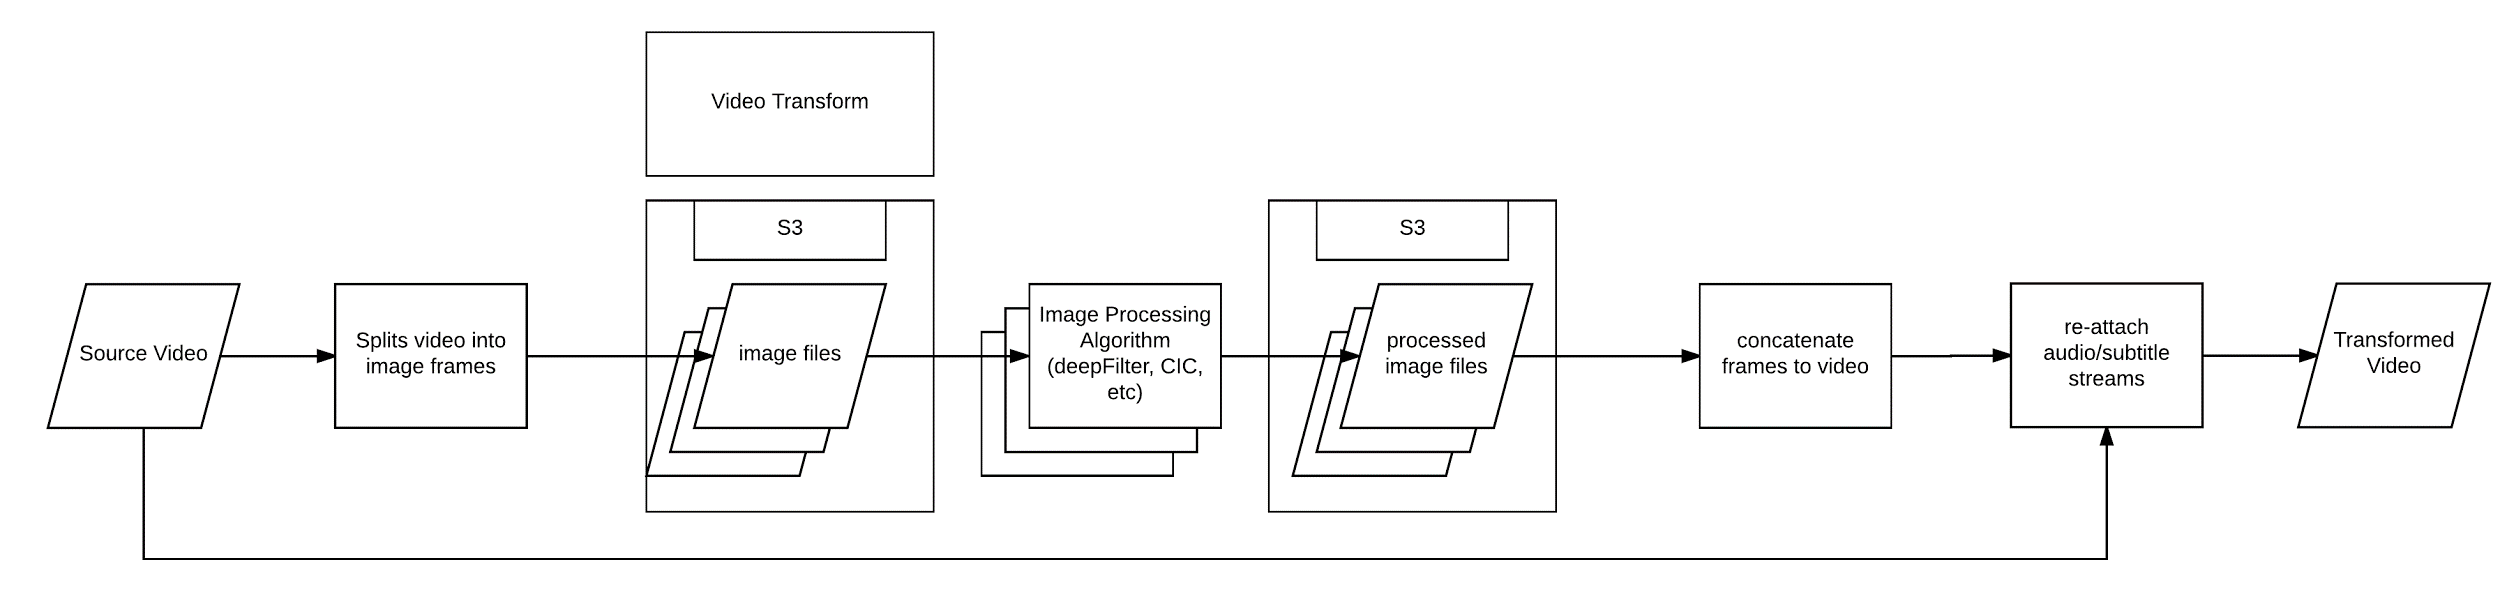 Video Transform
S3
S3
Source Video
Splits video into
image frames
image files
Image Processing
Algorithm
(deepFilter, CIC,
etc)
processed
image files
concatenate
frames to video
re-attach
audio/subtitle
streams
Transformed
Video